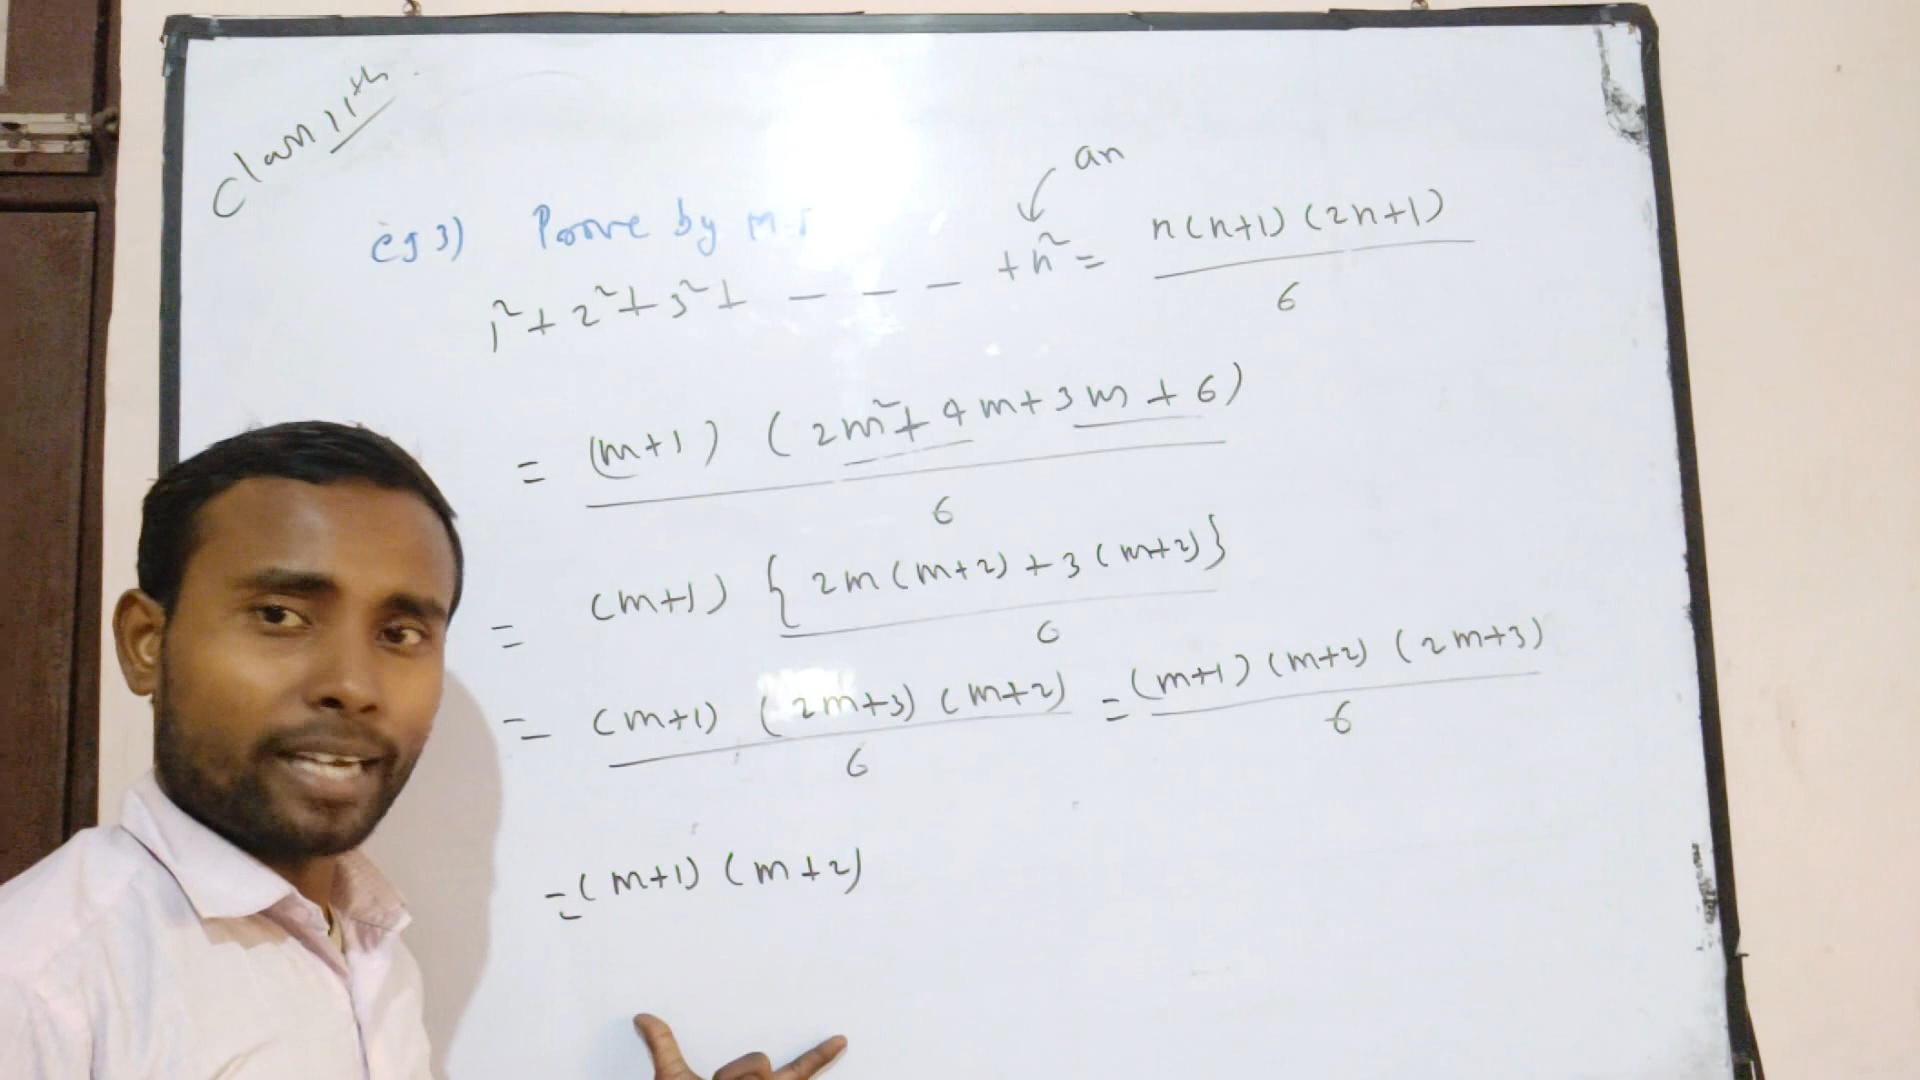 Class 11th
an
eg 3) Prove by M.I
1² + 2² + 3² + - - - + n² = n(n+1)(2n+1) / 6
= (m+1) (2m² + 4m + 3m + 6) / 6
= (m+1) {2m(m+2) + 3(m+2)} / 6
= (m+1) (2m+3) (m+2) / 6 = (m+1) (m+2) (2m+3) / 6
= (m+1) (m+2)